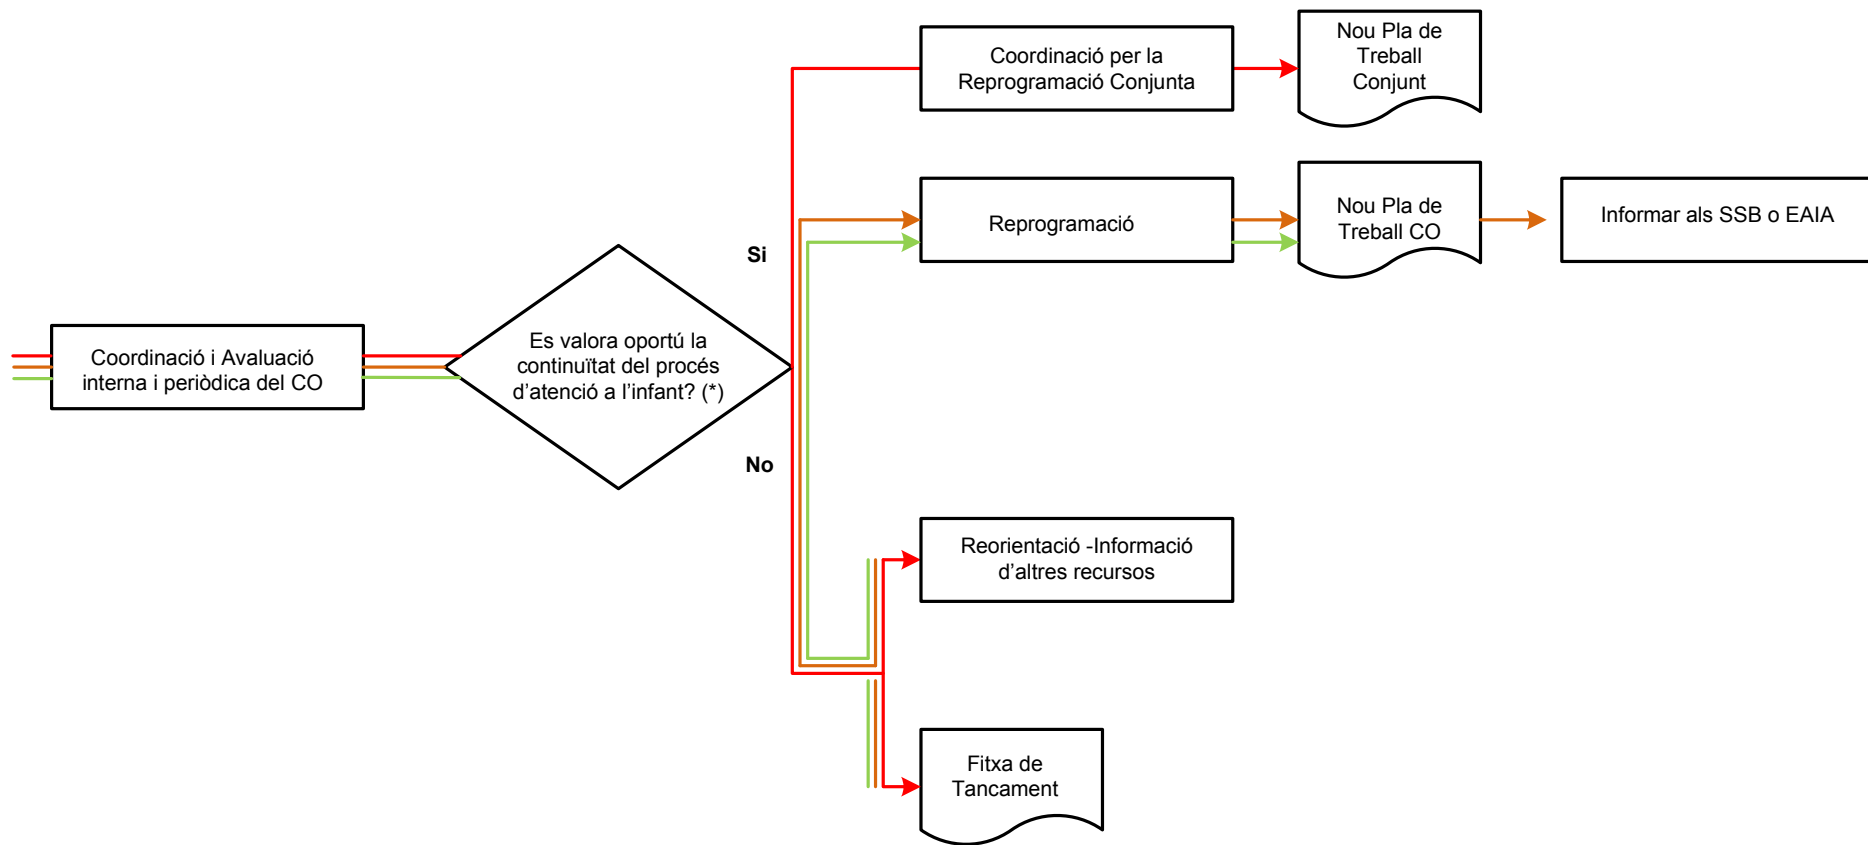 Coordinació per la
Reprogramació Conjunta
Nou Pla de
Treball
Conjunt
Si
Reprogramació
Nou Pla de
Treball CO
Informar als SSB o EAIA
Coordinació i Avaluació
interna i periòdica del CO
Es valora oportú la
continuïtat del procés
d’atenció a l’infant? (*)
No
Reorientació -Informació
d’altres recursos
Fitxa de
Tancament